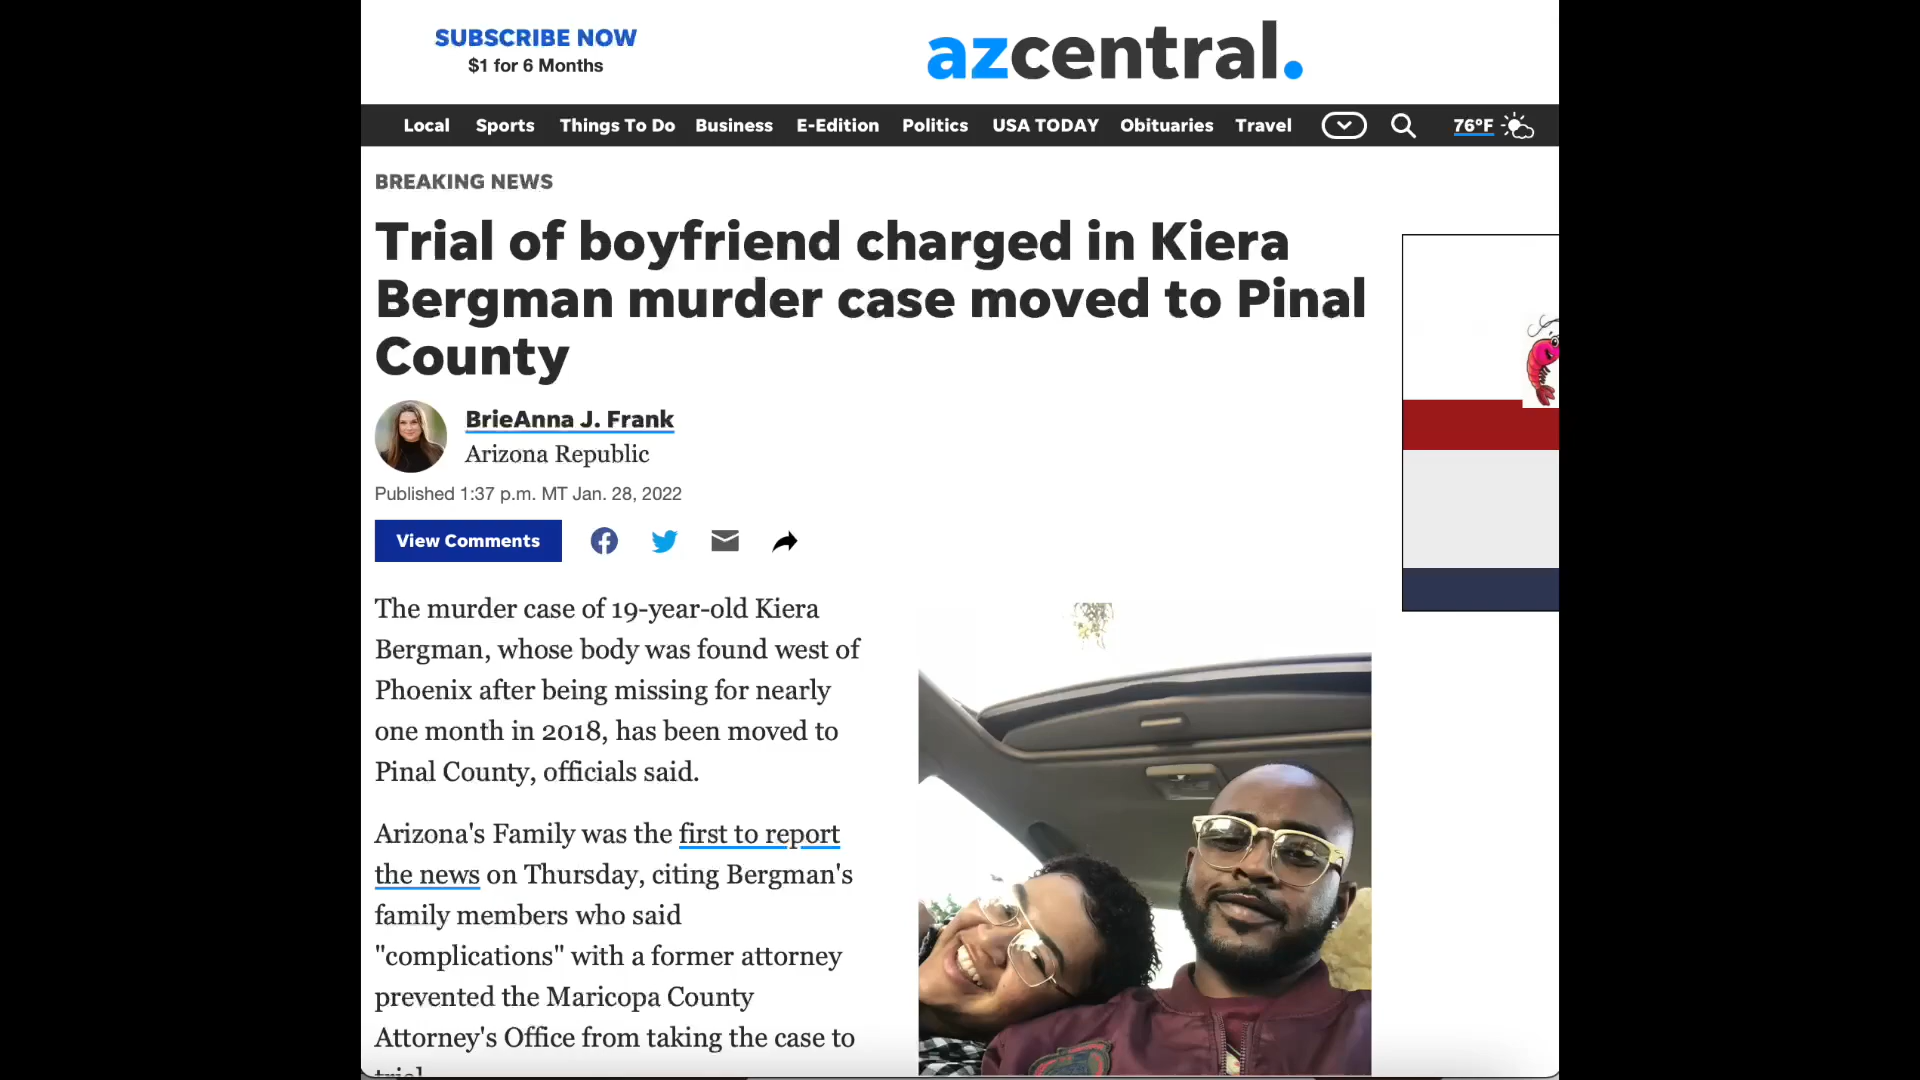 SUBSCRIBE NOW
$1 for 6 Months
azcentral.
Local Sports Things To Do Business E-Edition Politics USA TODAY Obituaries Travel 76°F
BREAKING NEWS
Trial of boyfriend charged in Kiera
Bergman murder case moved to Pinal
County
BrieAnna J. Frank
Arizona Republic
Published 1:37 p.m. MT Jan. 28, 2022
View Comments
The murder case of 19-year-old Kiera
Bergman, whose body was found west of
Phoenix after being missing for nearly
one month in 2018, has been moved to
Pinal County, officials said.
Arizona's Family was the first to report
the news on Thursday, citing Bergman's
family members who said
"complications" with a former attorney
prevented the Maricopa County
Attorney's Office from taking the case to
trial